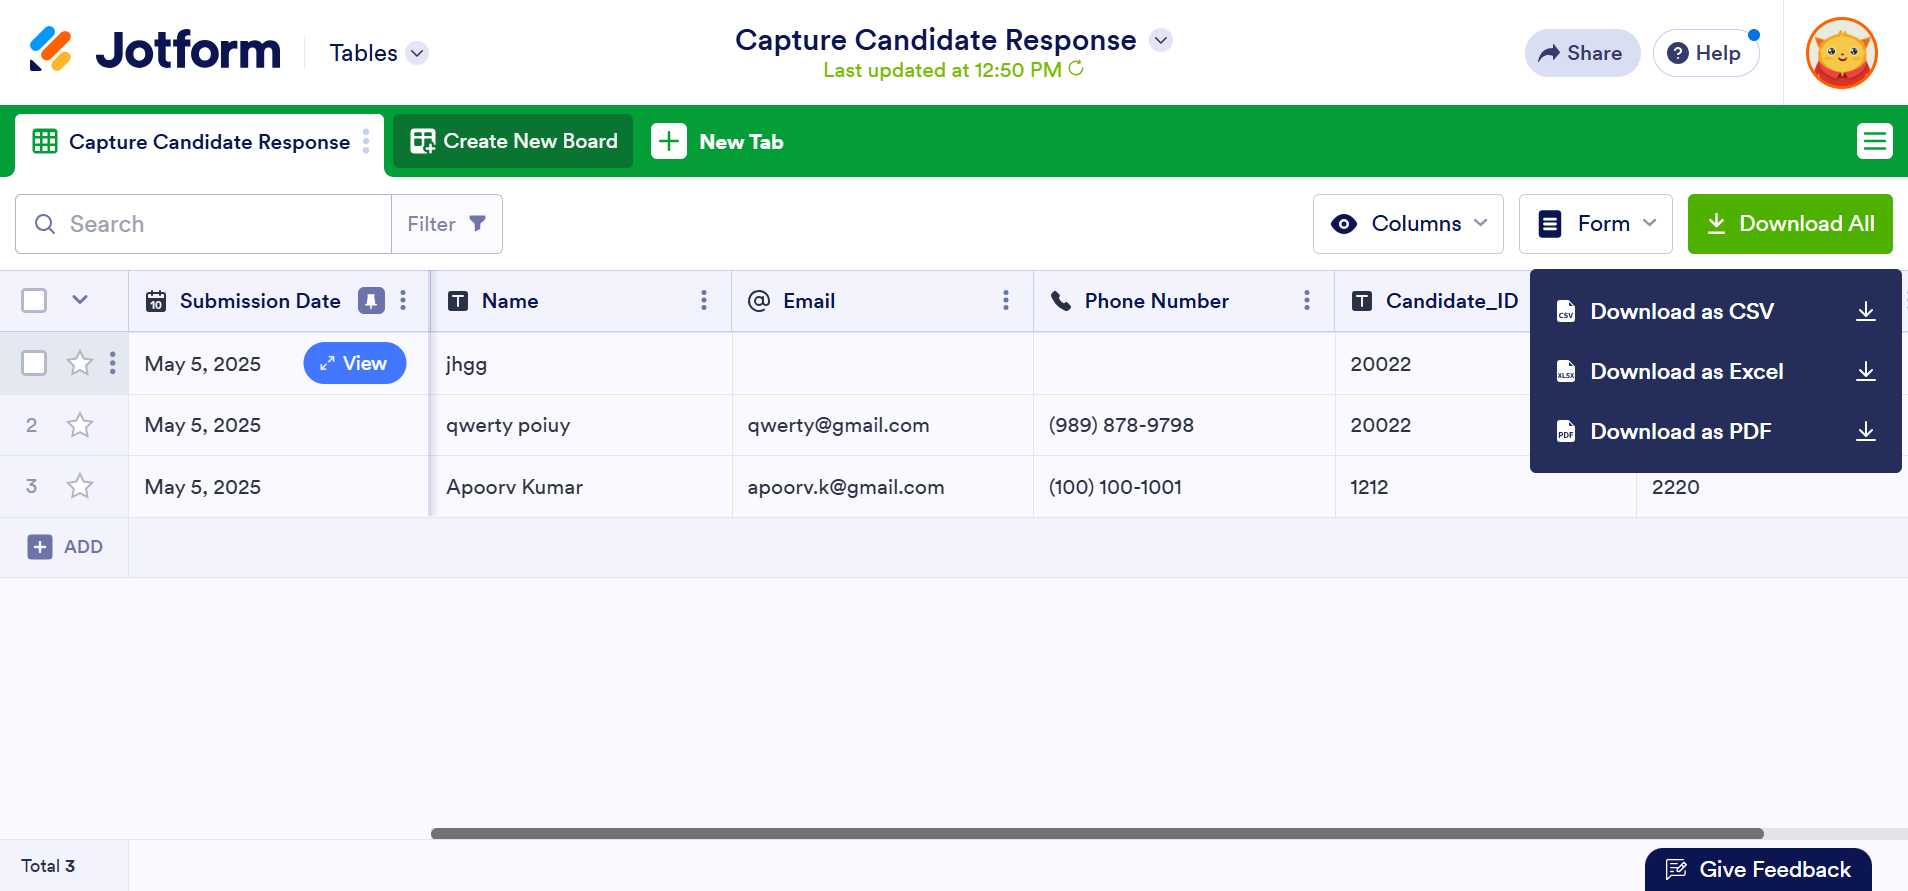 Jotform
Tables
Capture Candidate Response
Last updated at 12:50 PM
Share
? Help
Capture Candidate Response
Create New Board
New Tab
Search
Filter
Columns
Form
Download All
10 Submission Date
T Name
@ Email
Phone Number
T Candidate_ID
CSV Download as CSV
XLSX Download as Excel
PDF Download as PDF
May 5, 2025 View jhgg 20022
2 May 5, 2025 qwerty poiuy qwerty@gmail.com (989) 878-9798 20022
3 May 5, 2025 Apoorv Kumar apoorv.k@gmail.com (100) 100-1001 1212 2220
ADD
Total 3
Give Feedback